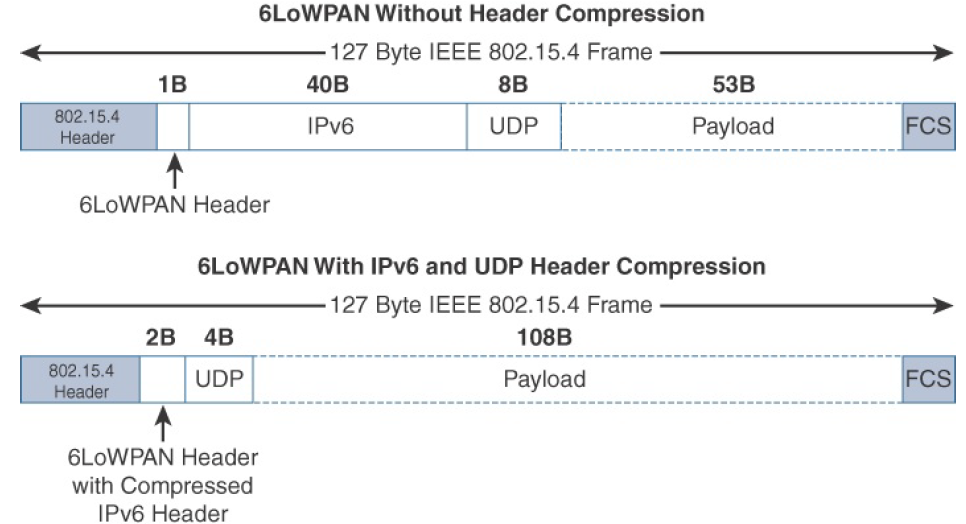 6LoWPAN Without Header Compression
127 Byte IEEE 802.15.4 Frame
1B 40B 8B 53B
802.15.4
Header
IPv6 UDP Payload FCS
6LoWPAN Header
6LoWPAN With IPv6 and UDP Header Compression
127 Byte IEEE 802.15.4 Frame
2B 4B 108B
802.15.4
Header
UDP Payload FCS
6LoWPAN Header
with Compressed
IPv6 Header